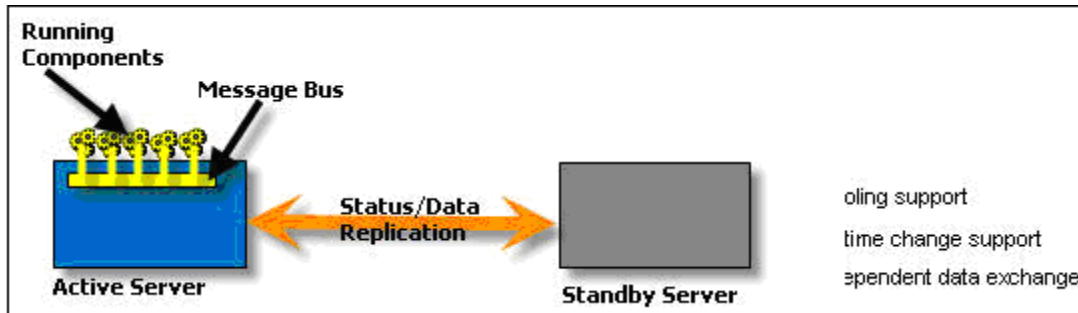 Running
Components
Message Bus
Status/Data
Replication
Active Server
Standby Server
oling support
time change support
ependent data exchange